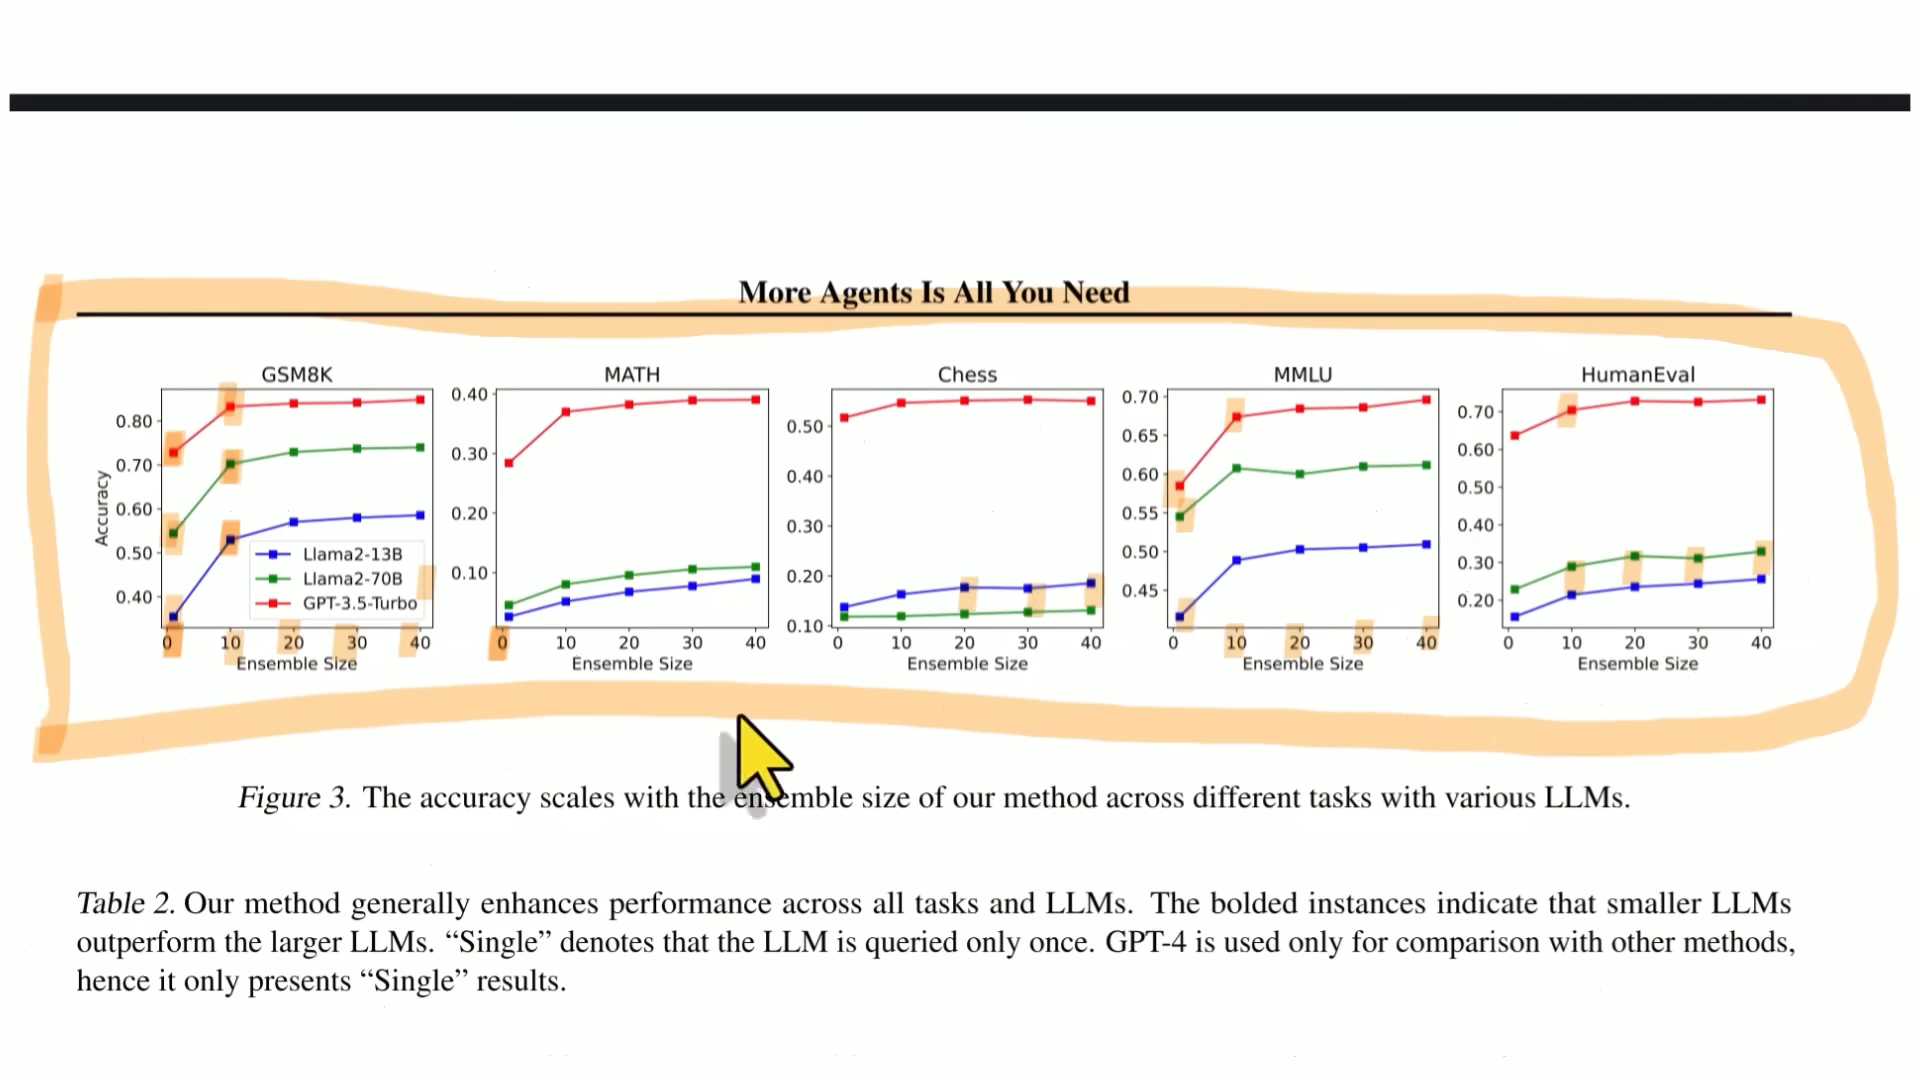 More Agents Is All You Need
GSM8K
MATH
Chess
MMLU
HumanEval
Accuracy
0.80
0.70
0.60
0.50
0.40
Llama2-13B
Llama2-70B
GPT-3.5-Turbo
0 10 20 30 40
Ensemble Size
0.40
0.30
0.20
0.10
0 10 20 30 40
Ensemble Size
0.50
0.40
0.30
0.20
0.10
0 10 20 30 40
Ensemble Size
0.70
0.65
0.60
0.55
0.50
0.45
0 10 20 30 40
Ensemble Size
0.70
0.60
0.50
0.40
0.30
0.20
0 10 20 30 40
Ensemble Size
Figure 3. The accuracy scales with the ensemble size of our method across different tasks with various LLMs.
Table 2. Our method generally enhances performance across all tasks and LLMs. The bolded instances indicate that smaller LLMs
outperform the larger LLMs. “Single” denotes that the LLM is queried only once. GPT-4 is used only for comparison with other methods,
hence it only presents “Single” results.